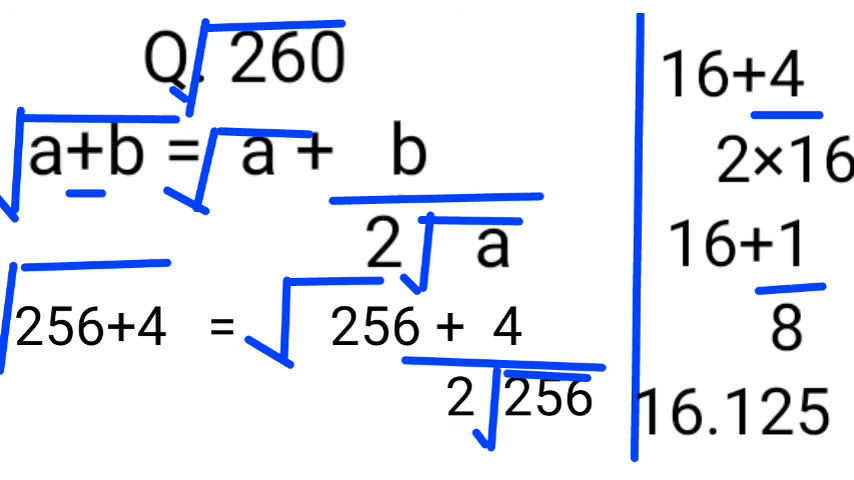 Q. √260
√a+b = √a + b
2√a
√256+4 = √256 + 4
2√256
16+4
2×16
16+1
8
16.125